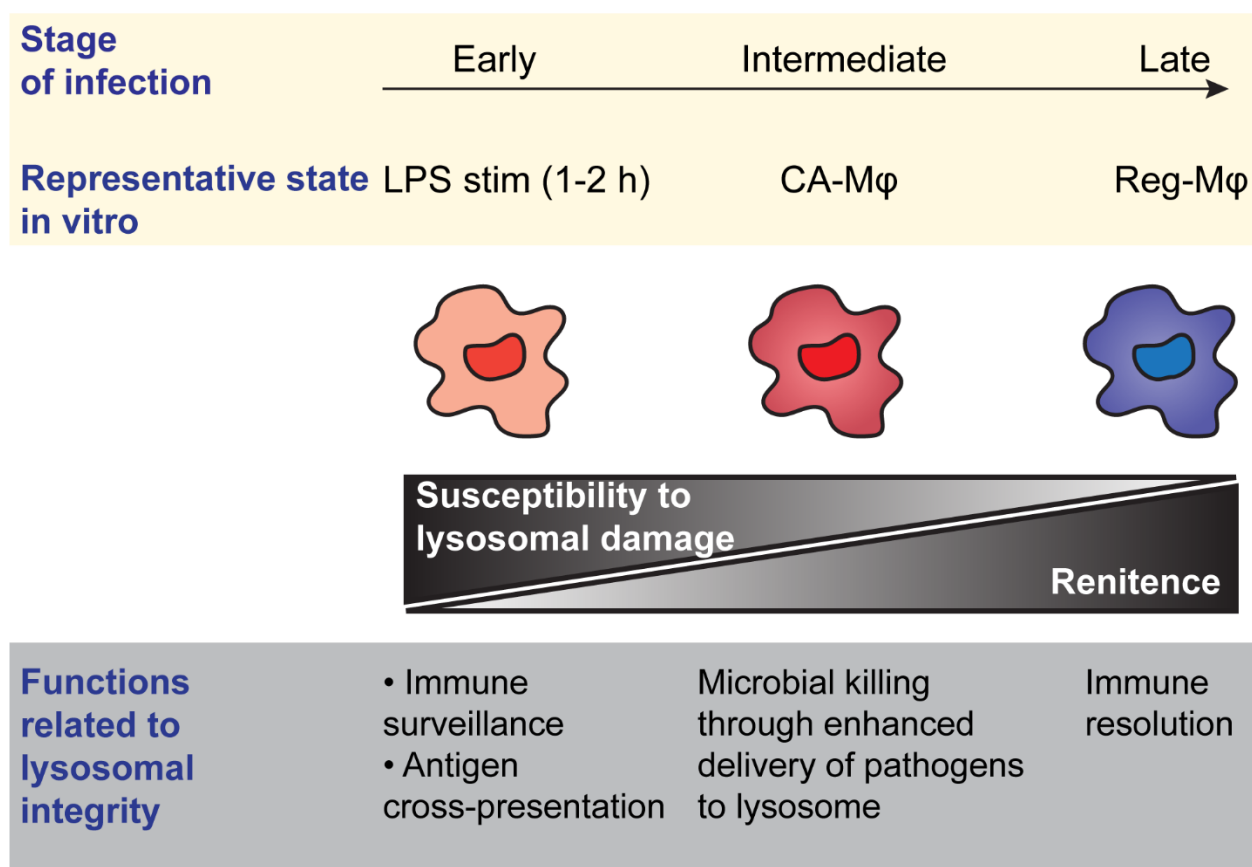 Stage
of infection
Early
Intermediate
Late
Representative state
in vitro
LPS stim (1-2 h)
CA-Mφ
Reg-Mφ
Susceptibility to
lysosomal damage
Renitence
Functions
related to
lysosomal
integrity
• Immune
surveillance
• Antigen
cross-presentation
Microbial killing
through enhanced
delivery of pathogens
to lysosome
Immune
resolution